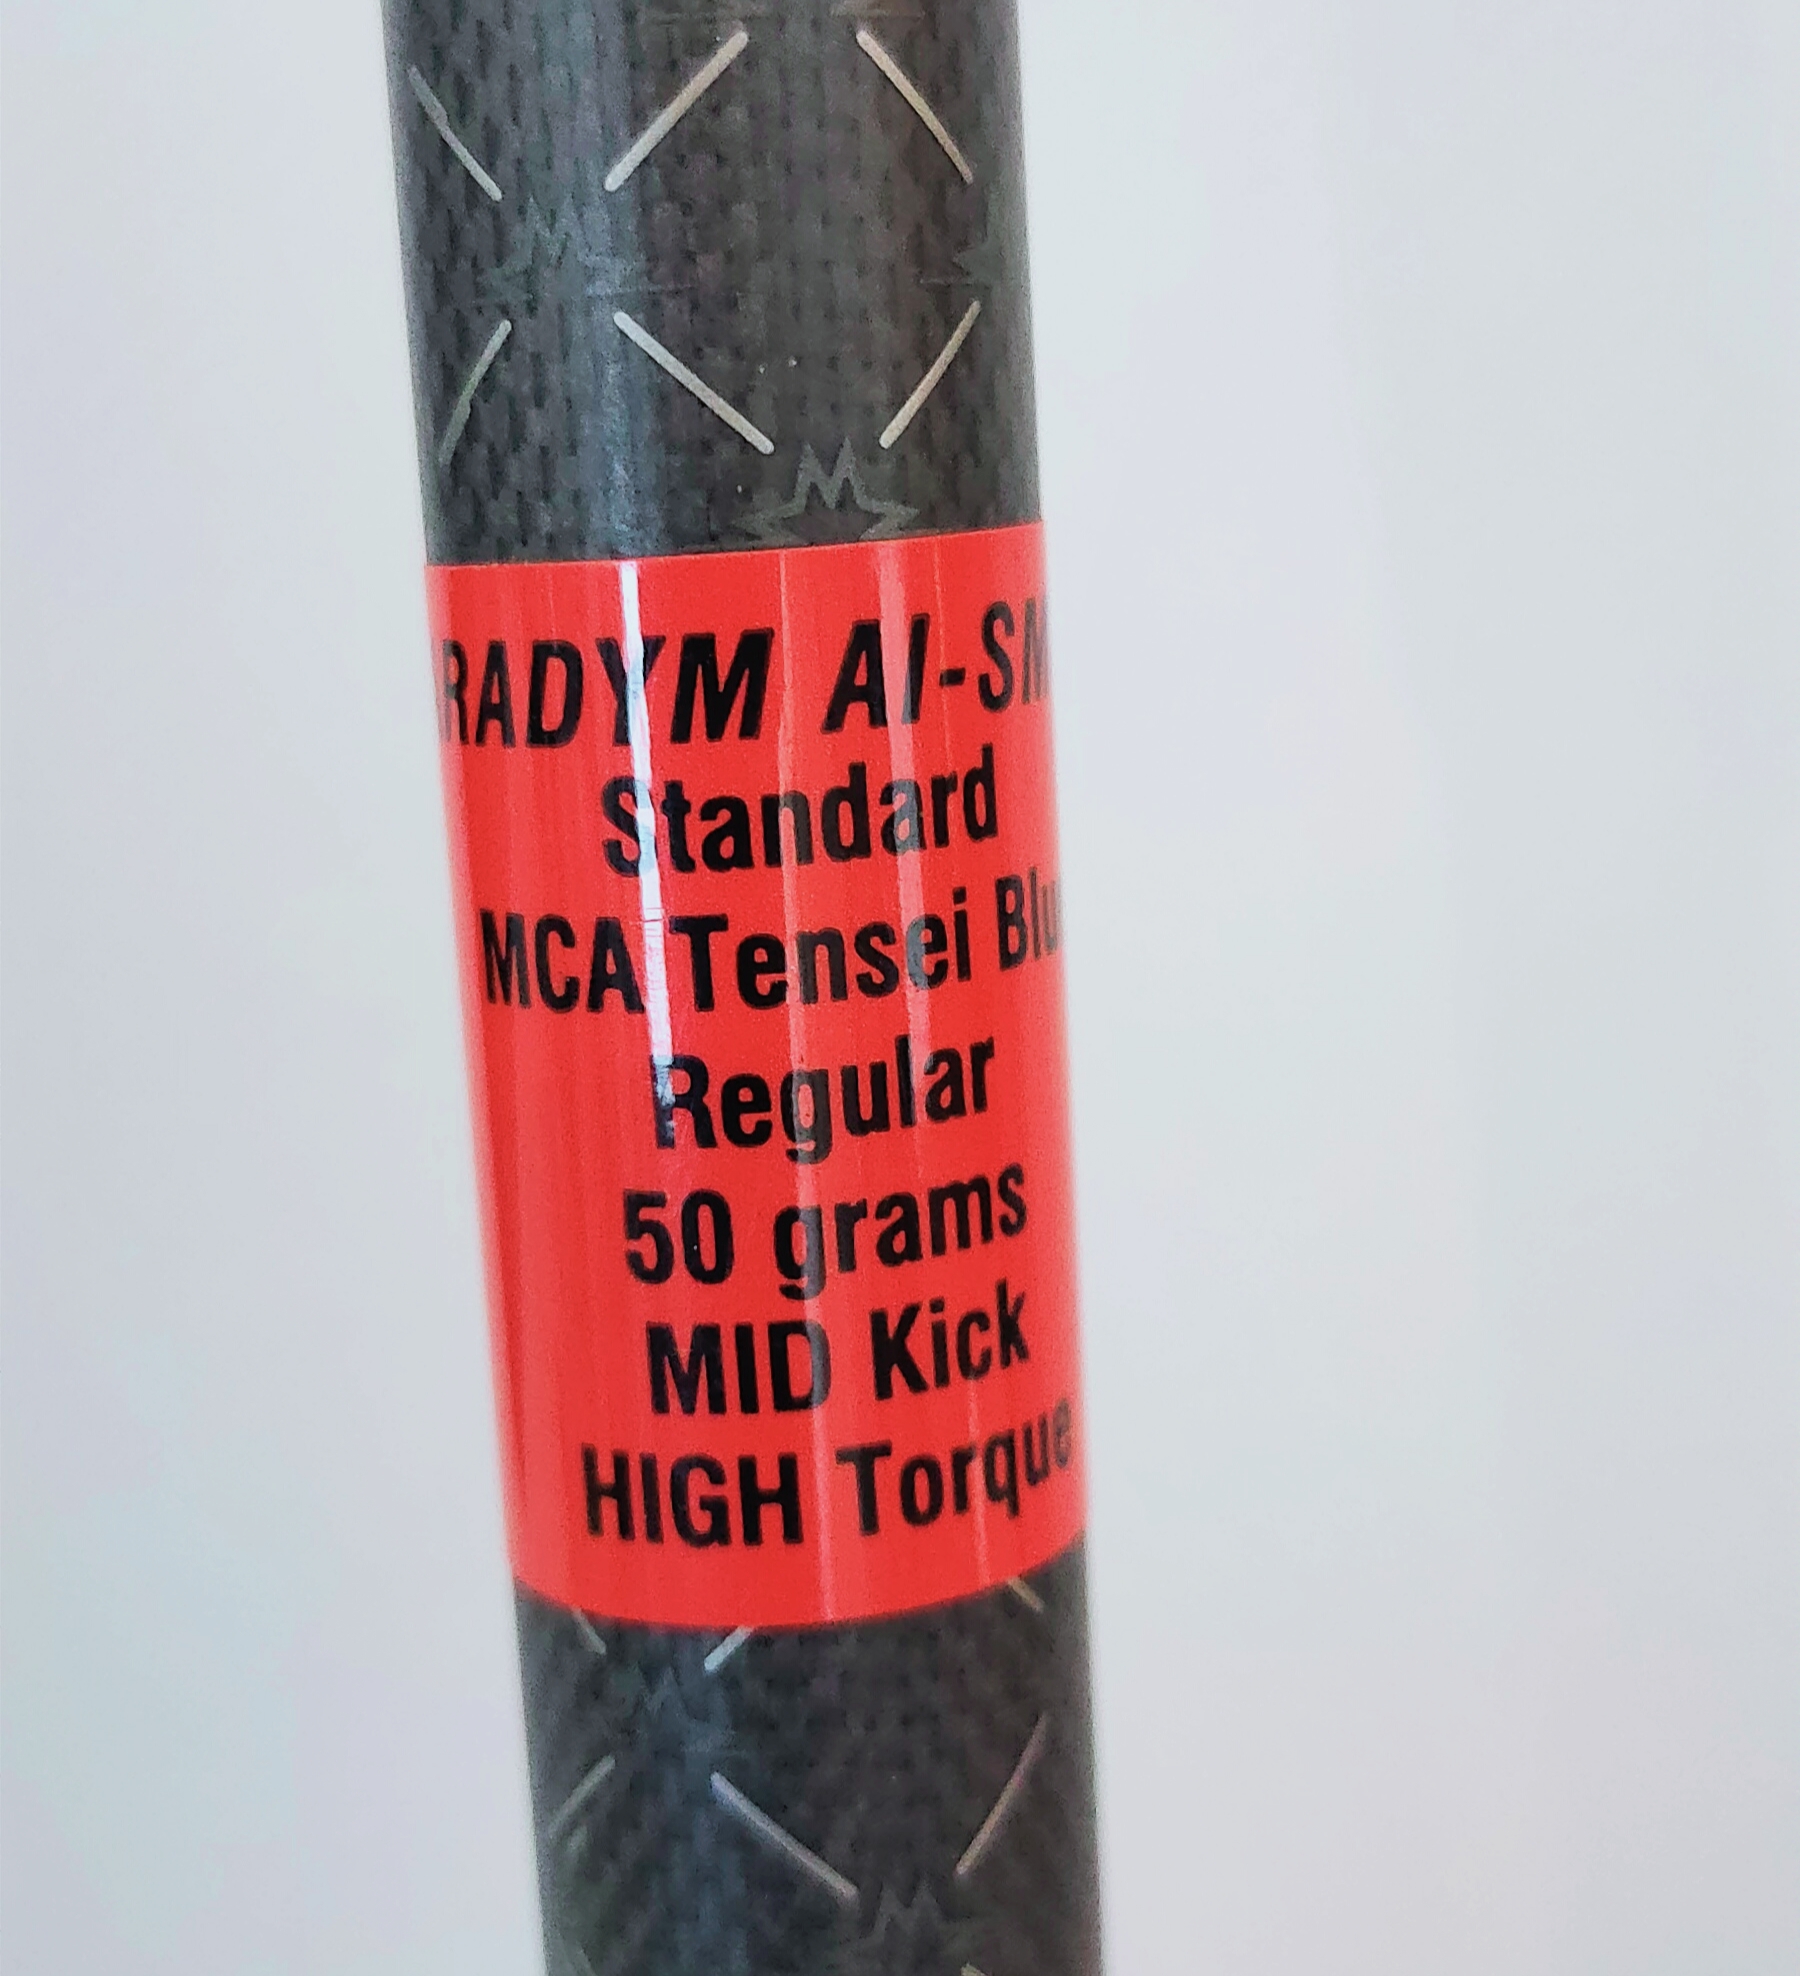 RADYM AI-SM
Standard
MCA Tensei Blu
Regular
50 grams
MID Kick
HIGH Torque